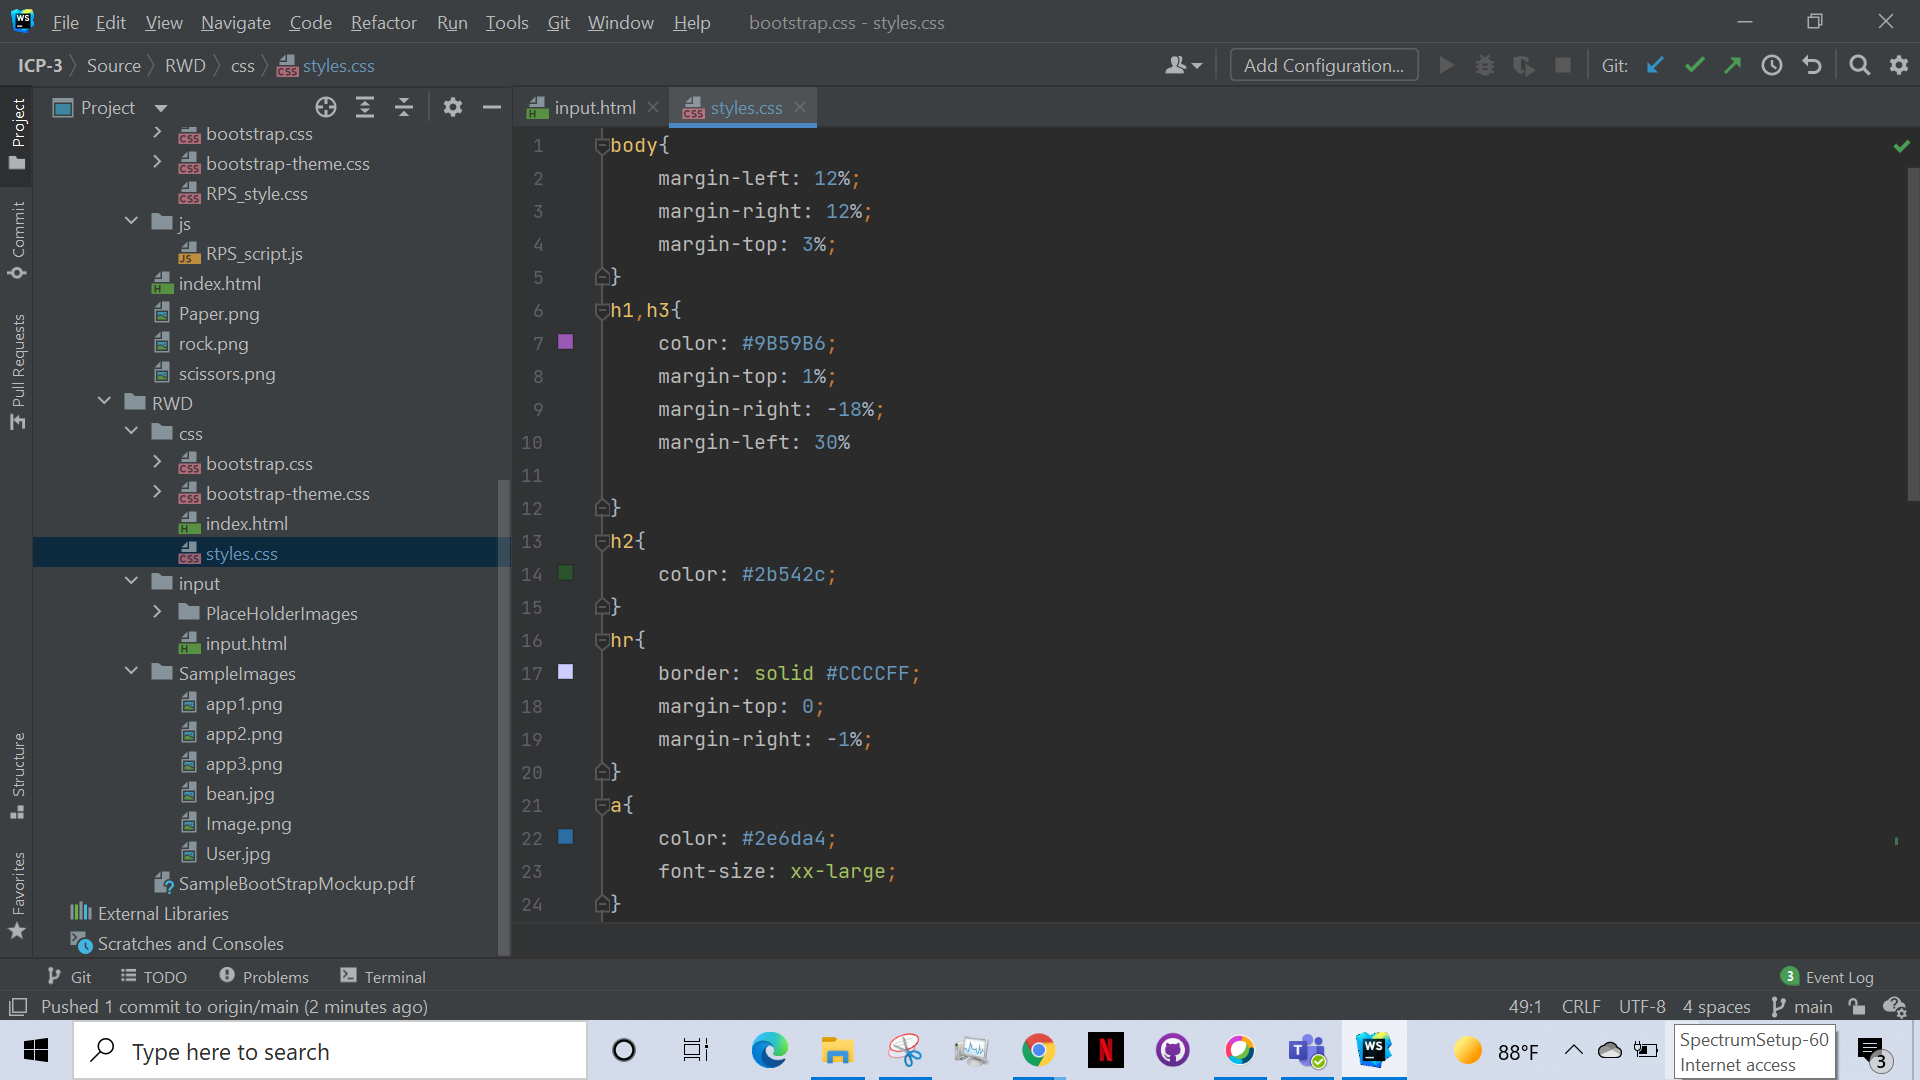 WS File Edit View Navigate Code Refactor Run Tools Git Window Help bootstrap.css - styles.css
ICP-3 Source RWD css styles.css Add Configuration... Git:
Project
input.html styles.css
Project
Commit
Pull Requests
Structure
Favorites
bootstrap.css
bootstrap-theme.css
RPS_style.css
js
RPS_script.js
index.html
Paper.png
rock.png
scissors.png
RWD
css
bootstrap.css
bootstrap-theme.css
index.html
styles.css
input
PlaceHolderImages
input.html
SampleImages
app1.png
app2.png
app3.png
bean.jpg
Image.png
User.jpg
SampleBootStrapMockup.pdf
External Libraries
Scratches and Consoles
1 body{
2 margin-left: 12%;
3 margin-right: 12%;
4 margin-top: 3%;
5 }
6 h1,h3{
7 color: #9B59B6;
8 margin-top: 1%;
9 margin-right: -18%;
10 margin-left: 30%
11
12 }
13 h2{
14 color: #2b542c;
15 }
16 hr{
17 border: solid #CCCCFF;
18 margin-top: 0;
19 margin-right: -1%;
20 }
21 a{
22 color: #2e6da4;
23 font-size: xx-large;
24 }
Git TODO Problems Terminal 3 Event Log
Pushed 1 commit to origin/main (2 minutes ago) 49:1 CRLF UTF-8 4 spaces main
Type here to search N T WS 88°F 3
SpectrumSetup-60
Internet access